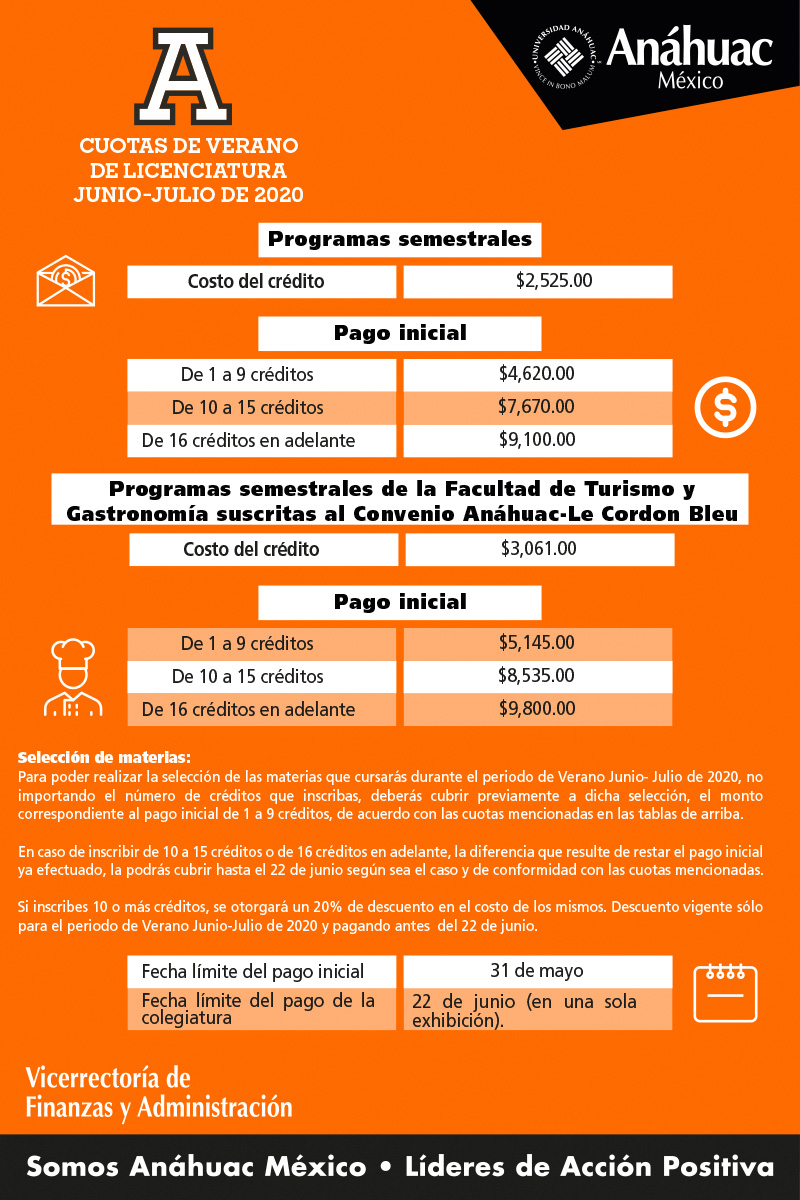 A
UNIVERSIDAD ANÁHUAC
VINCE IN BONO MALUM
Anáhuac
México
CUOTAS DE VERANO
DE LICENCIATURA
JUNIO-JULIO DE 2020
Programas semestrales
$
Costo del crédito $2,525.00
Pago inicial
De 1 a 9 créditos $4,620.00
De 10 a 15 créditos $7,670.00
$
De 16 créditos en adelante $9,100.00
Programas semestrales de la Facultad de Turismo y
Gastronomía suscritas al Convenio Anáhuac-Le Cordon Bleu
Costo del crédito $3,061.00
Pago inicial
De 1 a 9 créditos $5,145.00
De 10 a 15 créditos $8,535.00
De 16 créditos en adelante $9,800.00
Selección de materias:
Para poder realizar la selección de las materias que cursarás durante el periodo de Verano Junio- Julio de 2020, no
importando el número de créditos que inscribas, deberás cubrir previamente a dicha selección, el monto
correspondiente al pago inicial de 1 a 9 créditos, de acuerdo con las cuotas mencionadas en las tablas de arriba.
En caso de inscribir de 10 a 15 créditos o de 16 créditos en adelante, la diferencia que resulte de restar el pago inicial
ya efectuado, la podrás cubrir hasta el 22 de junio según sea el caso y de conformidad con las cuotas mencionadas.
Si inscribes 10 o más créditos, se otorgará un 20% de descuento en el costo de los mismos. Descuento vigente sólo
para el periodo de Verano Junio-Julio de 2020 y pagando antes del 22 de junio.
Fecha límite del pago inicial 31 de mayo
Fecha límite del pago de la
colegiatura
22 de junio (en una sola
exhibición).
Vicerrectoría de
Finanzas y Administración
Somos Anáhuac México • Líderes de Acción Positiva